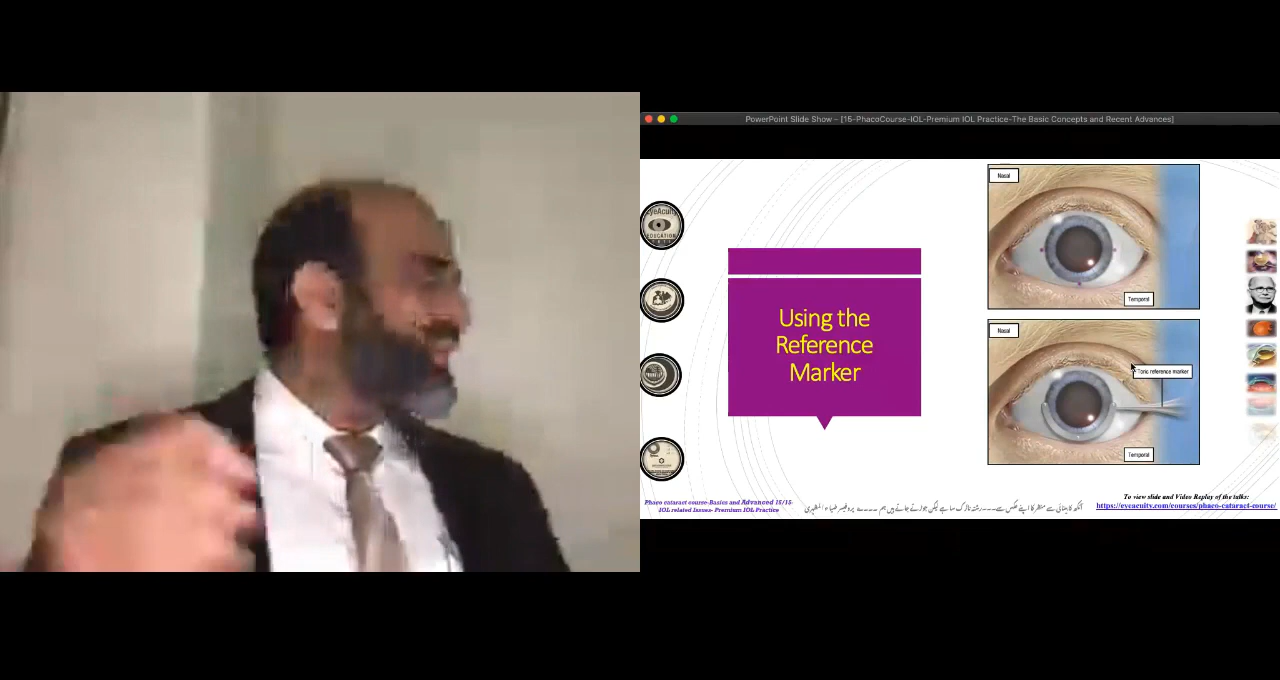 PowerPoint Slide Show – [15-PhacoCourse-IOL-Premium IOL Practice-The Basic Concepts and Recent Advances]
EyeAcuity
EDUCATION
Using the
Reference
Marker
Nasal
Temporal
Nasal
Toric reference marker
Temporal
Phaco cataract course-Basics and Advanced 15/15-
IOL related Issues- Premium IOL Practice
To view slide and Video Replay of the talks:
https://eyeacuity.com/courses/phaco-cataract-course/